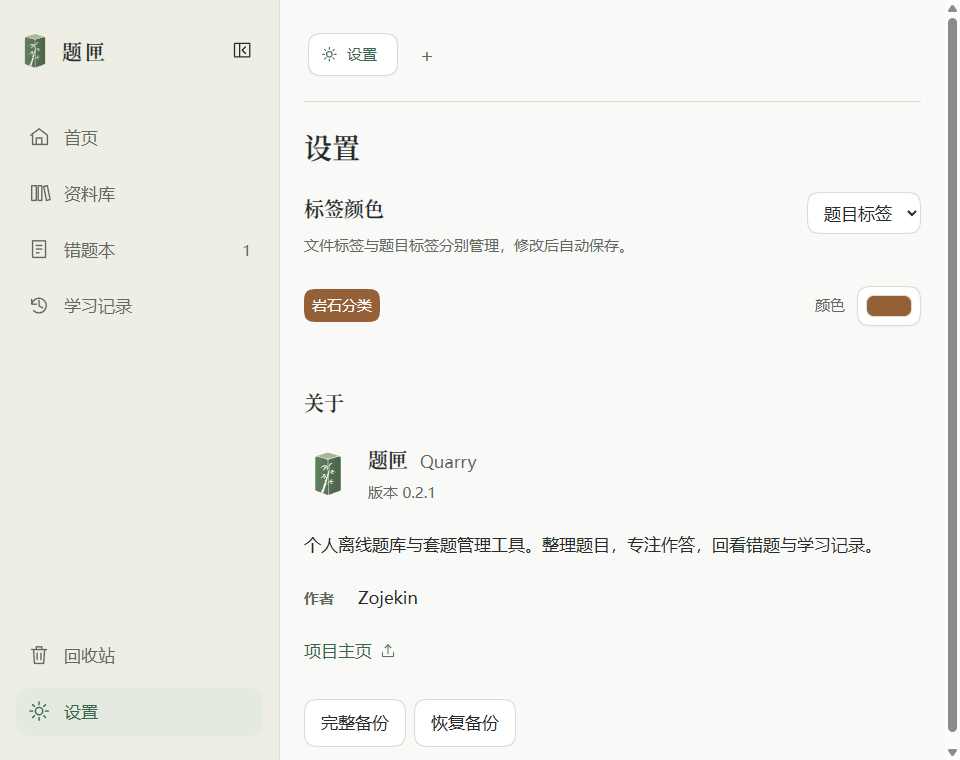 题匣
首页
资料库
错题本 1
学习记录
回收站
设置
设置 +
设置
标签颜色
题目标签
文件标签与题目标签分别管理，修改后自动保存。
岩石分类
颜色
关于
题匣 Quarry
版本 0.2.1
个人离线题库与套题管理工具。整理题目，专注作答，回看错题与学习记录。
作者 Zojekin
项目主页
完整备份 恢复备份